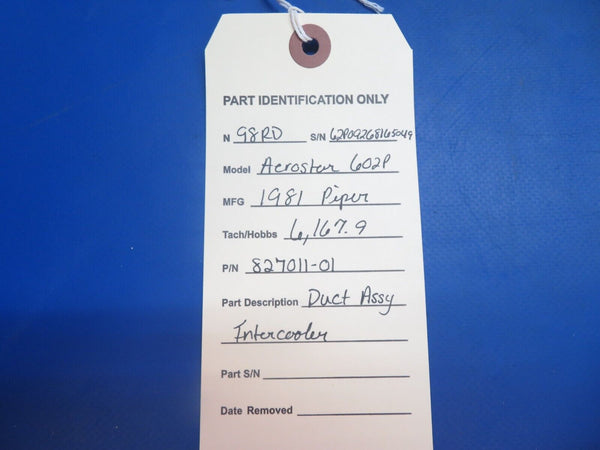 PART IDENTIFICATION ONLY
N 98RD S/N 62P09268165049
Model Aerostar 602P
MFG 1981 Piper
Tach/Hobbs 6,167.9
P/N 827011-01
Part Description Duct Assy
Intercooler
Part S/N
Date Removed